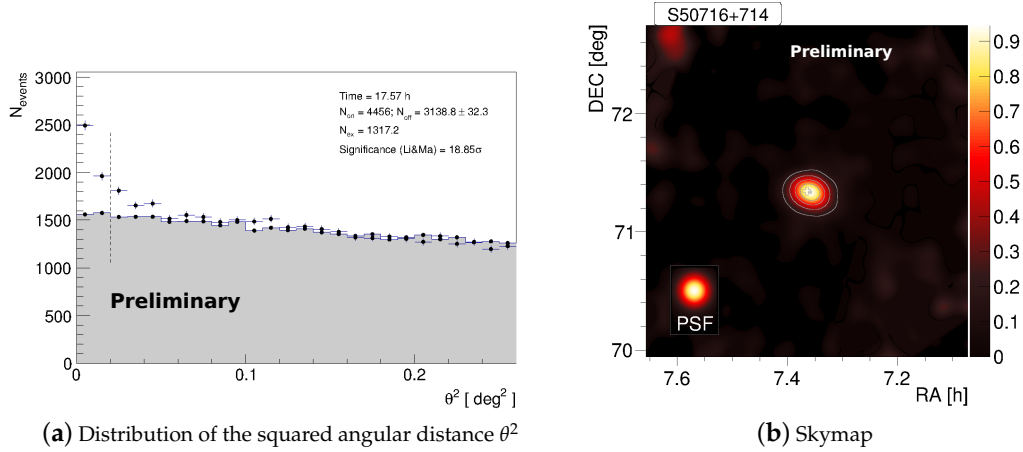 3000
2500
2000
1500
1000
500
0
N_events
Time = 17.57 h
N_on = 4456; N_off = 3138.8 ± 32.3
N_ex = 1317.2
Significance (Li&Ma) = 18.85σ
Preliminary
0 0.1 0.2
θ² [ deg² ]
(a) Distribution of the squared angular distance θ²
S50716+714
Preliminary
DEC [deg]
72
71
70
PSF
7.6 7.4 7.2
RA [h]
0.9
0.8
0.7
0.6
0.5
0.4
0.3
0.2
0.1
0
(b) Skymap